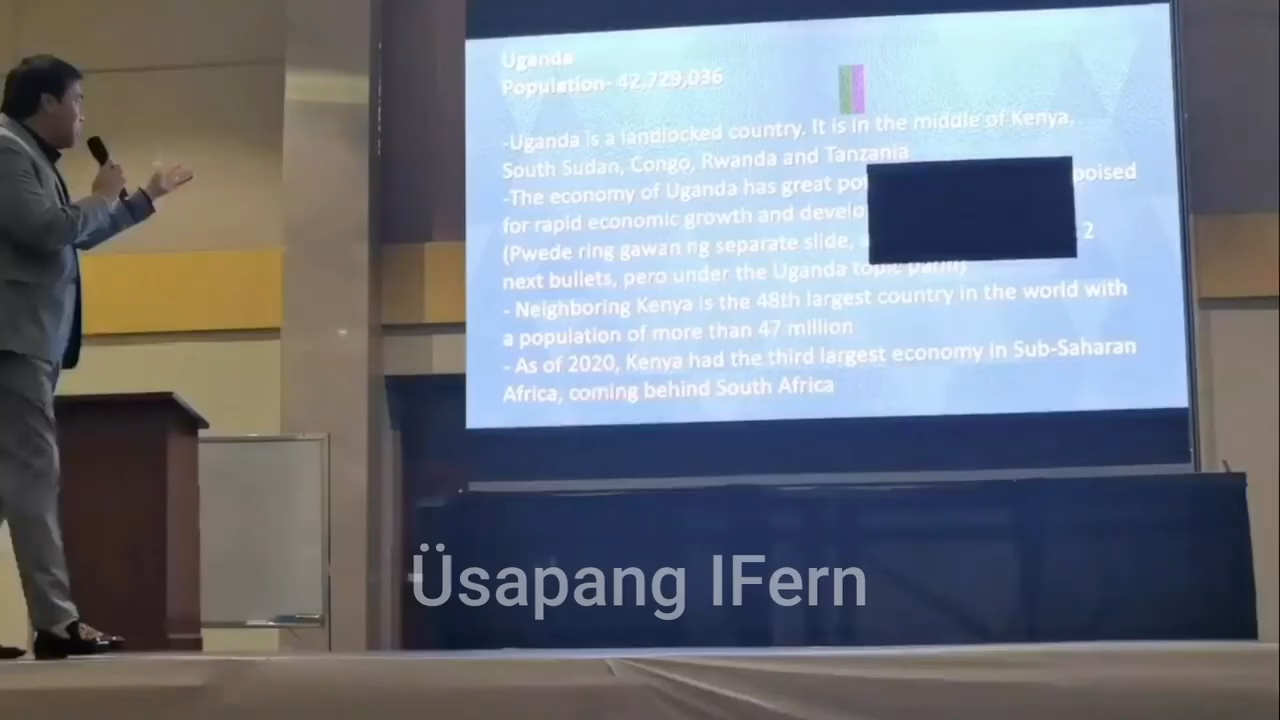 Uganda
Population- 42,729,036
-Uganda is a landlocked country. It is in the middle of Kenya,
South Sudan, Congo, Rwanda and Tanzania
-The economy of Uganda has great poised
for rapid economic growth and
(Pwede ring gawan ng separate slide, 2
next bullets, pero under the Uganda topic parin)
- Neighboring Kenya is the 48th largest country in the world with
a population of more than 47 million
- As of 2020, Kenya had the third largest economy in Sub-Saharan
Africa, coming behind South Africa
Üsapang IFern